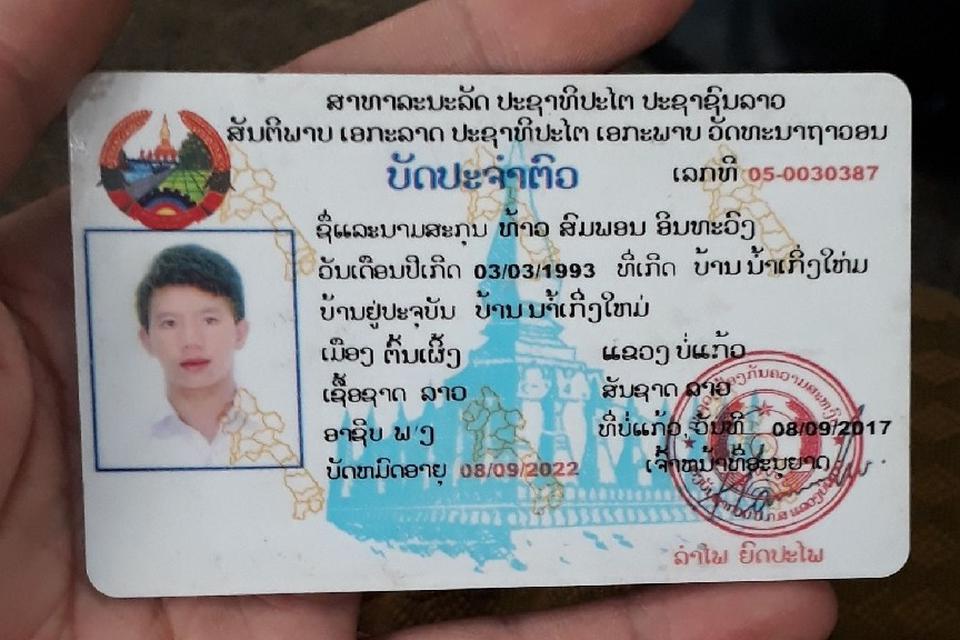 ສາທາລະນະລັດ ປະຊາທິປະໄຕ ປະຊາຊົນລາວ
ສັນຕິພາບ ເອກະລາດ ປະຊາທິປະໄຕ ເອກະພາບ ວັດທະນາຖາວອນ
ບັດປະຈຳຕົວ
ເລກທີ 05-0030387
ຊື່ແລະນາມສະກຸນ ທ້າວ ສົມພອນ ອິນທະວົງ
ວັນເດືອນປີເກີດ 03/03/1993 ທີ່ເກີດ ບ້ານ ນ້ຳເກິ່ງໃຫ່ມ
ບ້ານຢູ່ປະຈຸບັນ ບ້ານ ນ້ຳເກິ່ງໃຫມ່
ເມືອງ ຕົ້ນເຜິ້ງ ແຂວງ ບໍ່ແກ້ວ
ເຊື້ອຊາດ ລາວ ສັນຊາດ ລາວ
ອາຊີບ ພ/ງ ທີ່ບໍ່ແກ້ວ ວັນທີ 08/09/2017
ບັດຫມົດອາຍຸ 08/09/2022 ເຈົ້າຫນ້າທີ່ອະນຸຍາດ
ລຳໄພ ຍົດປະໄພ